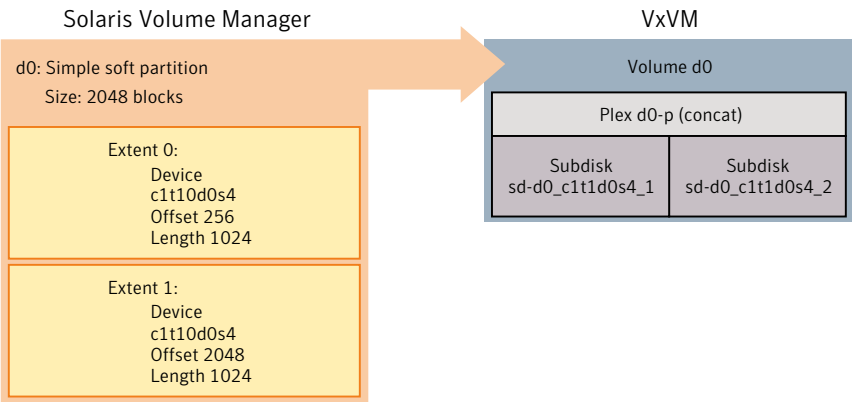 Solaris Volume Manager
d0: Simple soft partition
Size: 2048 blocks
Extent 0:
Device
c1t10d0s4
Offset 256
Length 1024
Extent 1:
Device
c1t10d0s4
Offset 2048
Length 1024
VxVM
Volume d0
Plex d0-p (concat)
Subdisk
sd-d0_c1t1d0s4_1
Subdisk
sd-d0_c1t1d0s4_2